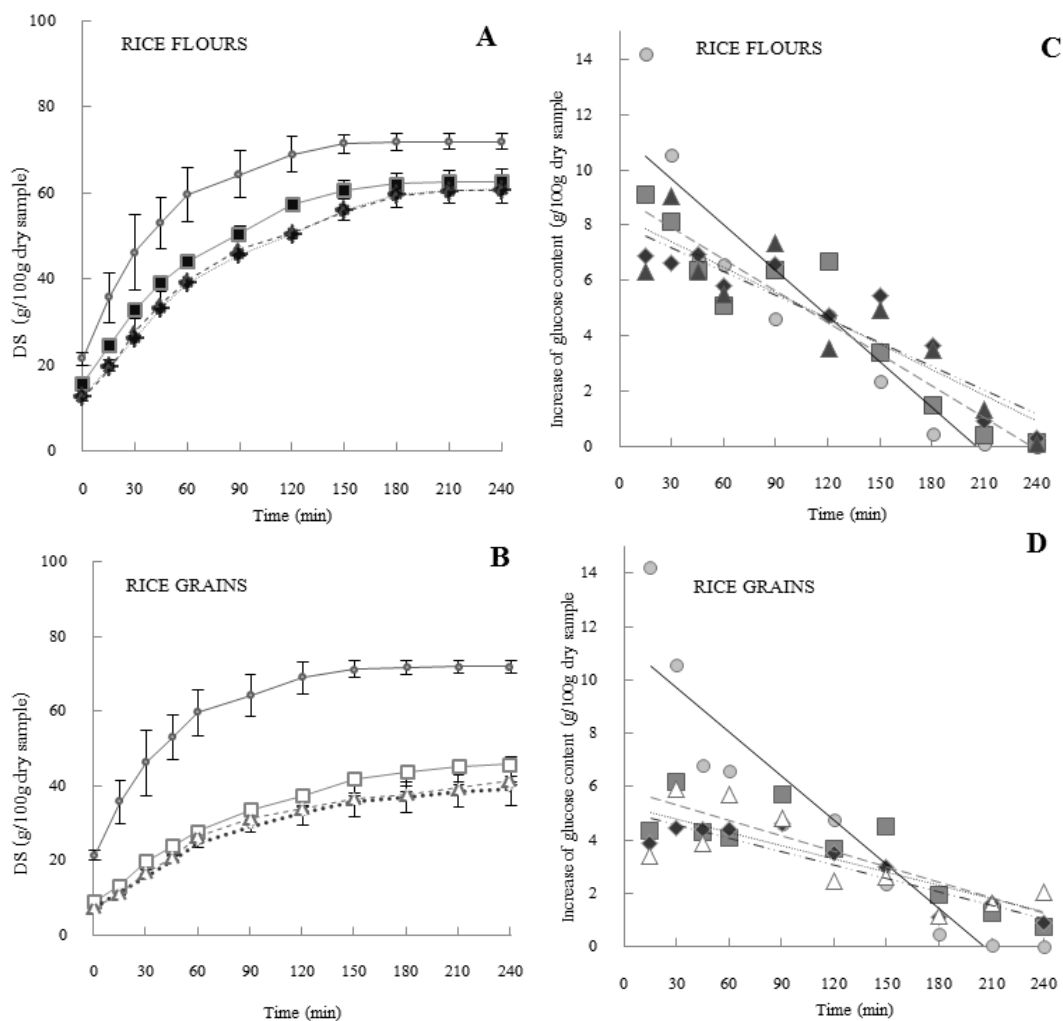 A
RICE FLOURS
DS (g/100g dry sample)
100
80
60
40
20
0
0 15 30 45 60 90 120 150 180 210 240
Time (min)
C
RICE FLOURS
Increase of glucose content (g/100g dry sample
14
12
10
8
6
4
2
0
0 30 60 90 120 150 180 210 240
Time (min)
B
RICE GRAINS
DS (g/100g dry sample)
100
80
60
40
20
0
0 30 60 90 120 150 180 210 240
Time (min)
D
RICE GRAINS
Increase of glucose content (g/100g dry sample
14
12
10
8
6
4
2
0
0 30 60 90 120 150 180 210 240
Time (min)